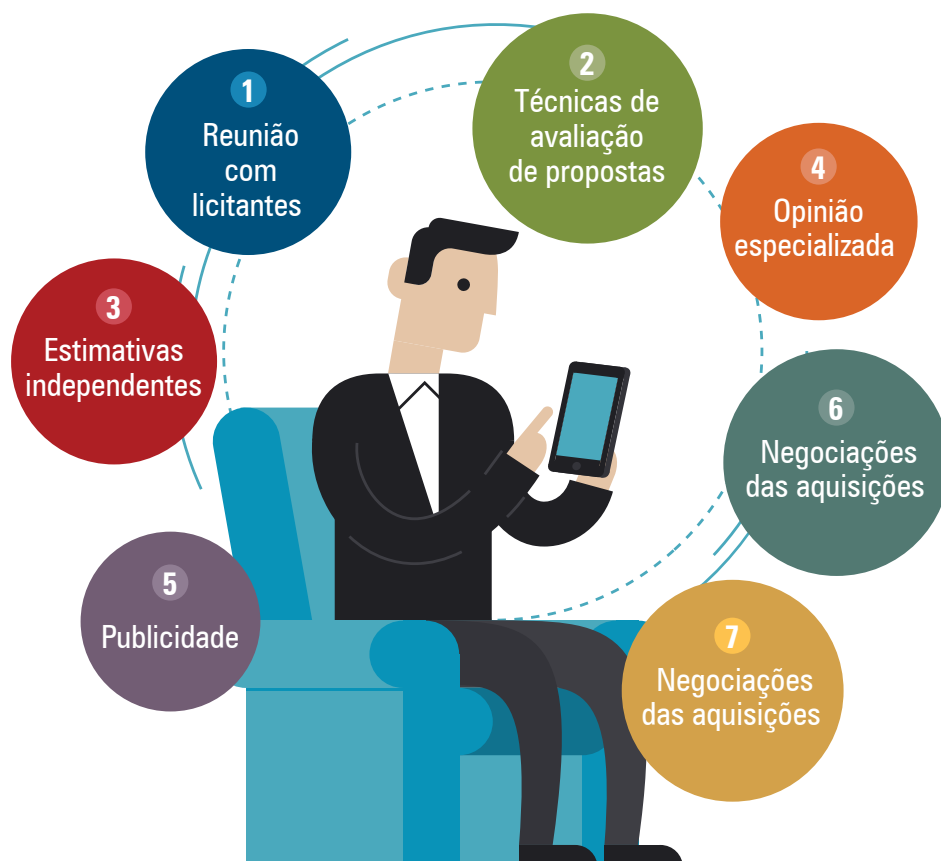 1
Reunião
com
licitantes
2
Técnicas de
avaliação
de propostas
3
Estimativas
independentes
4
Opinião
especializada
5
Publicidade
6
Negociações
das aquisições
7
Negociações
das aquisições